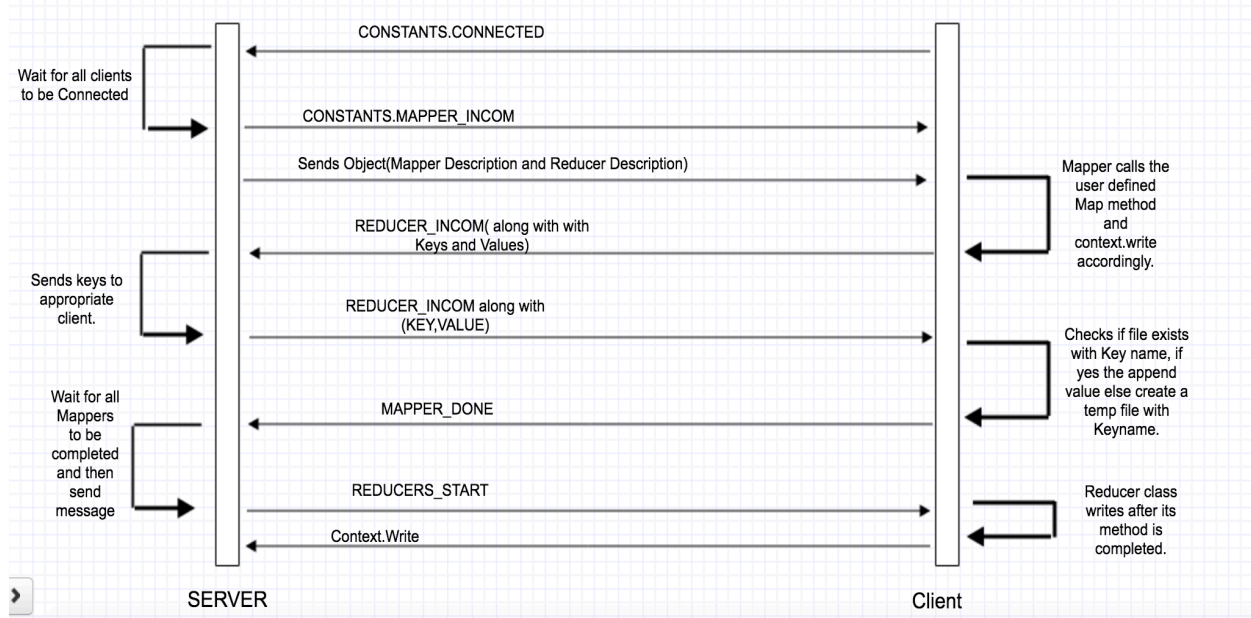 CONSTANTS.CONNECTED
Wait for all clients
to be Connected
CONSTANTS.MAPPER_INCOM
Sends Object(Mapper Description and Reducer Description)
Mapper calls the
user defined
Map method
and
context.write
accordingly.
REDUCER_INCOM( along with with
Keys and Values)
Sends keys to
appropriate
client.
REDUCER_INCOM along with
(KEY,VALUE)
Checks if file exists
with Key name, if
yes the append
value else create a
temp file with
Keyname.
Wait for all
Mappers
to be
completed
and then
send
message
MAPPER_DONE
REDUCERS_START
Reducer class
writes after its
method is
completed.
Context.Write
SERVER
Client